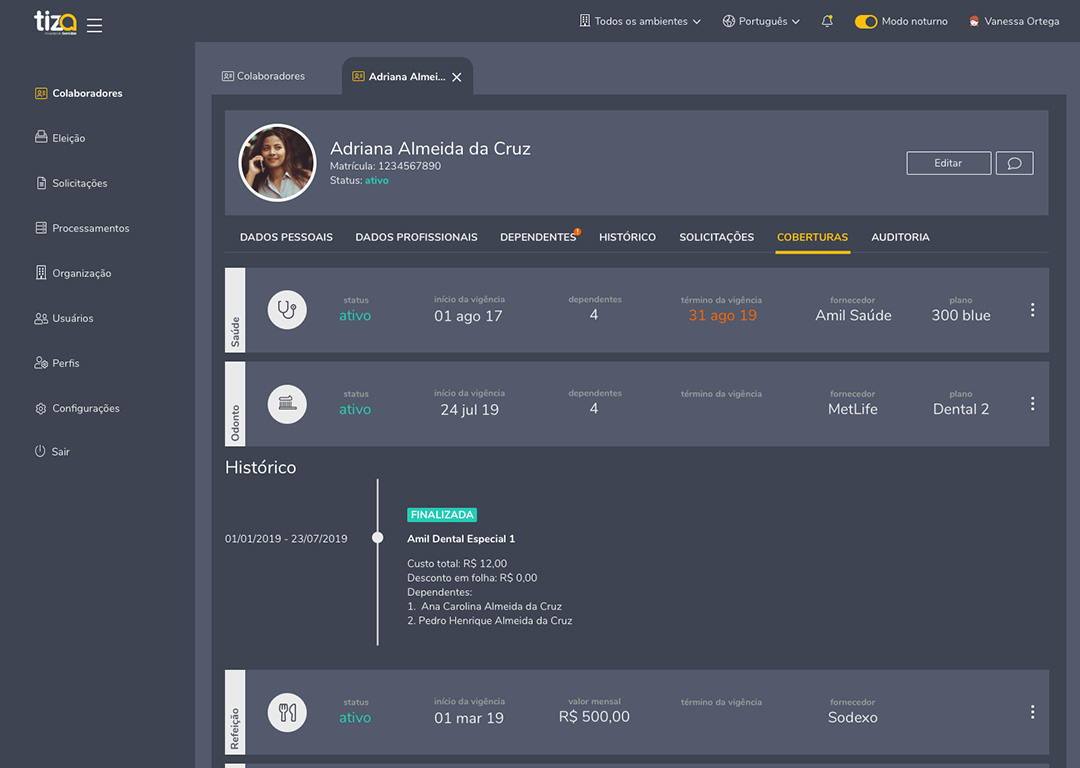 tiza
Todos os ambientes
Português
Modo noturno
Vanessa Ortega
Colaboradores
Eleição
Solicitações
Processamentos
Organização
Usuários
Perfis
Configurações
Sair
Colaboradores
Adriana Almei...
Adriana Almeida da Cruz
Matrícula: 1234567890
Status: ativo
Editar
DADOS PESSOAIS DADOS PROFISSIONAIS DEPENDENTES HISTÓRICO SOLICITAÇÕES COBERTURAS AUDITORIA
Saúde
status início da vigência dependentes término da vigência fornecedor plano
ativo 01 ago 17 4 31 ago 19 Amil Saúde 300 blue
Odonto
status início da vigência dependentes término da vigência fornecedor plano
ativo 24 jul 19 4 MetLife Dental 2
Histórico
FINALIZADA
01/01/2019 - 23/07/2019
Amil Dental Especial 1
Custo total: R$ 12,00
Desconto em folha: R$ 0,00
Dependentes:
1. Ana Carolina Almeida da Cruz
2. Pedro Henrique Almeida da Cruz
Refeição
status início da vigência valor mensal término da vigência fornecedor
ativo 01 mar 19 R$ 500,00 Sodexo